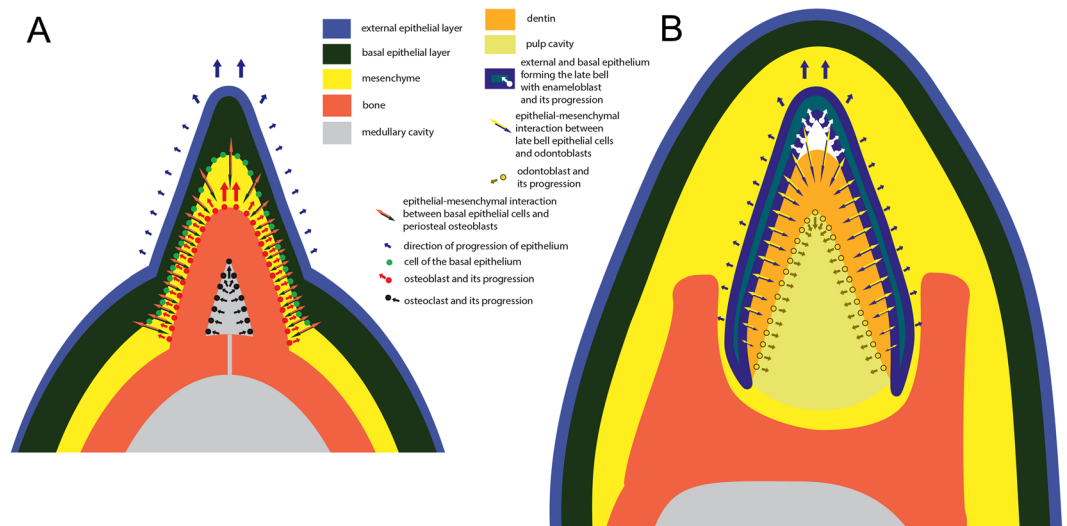 A
external epithelial layer
basal epithelial layer
mesenchyme
bone
medullary cavity
dentin
pulp cavity
external and basal epithelium
forming the late bell
with enameloblast
and its progression
epithelial-mesenchymal
interaction between
late bell epithelial cells
and odontoblasts
odontoblast and
its progression
epithelial-mesenchymal interaction
between basal epithelial cells and
periosteal osteoblasts
direction of progression of epithelium
cell of the basal epithelium
osteoblast and its progression
osteoclast and its progression
B